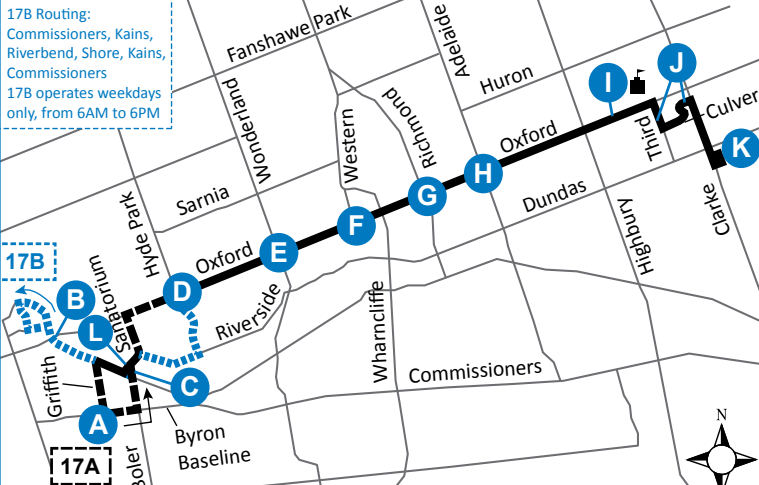 17B Routing:
Commissioners, Kains,
Riverbend, Shore, Kains,
Commissioners
17B operates weekdays
only, from 6AM to 6PM
Fanshawe Park
Adelaide
Huron
Wonderland
Western
Richmond
Oxford
Third
Culver
I
J
K
H
G
F
E
D
Sarnia
Hyde Park
Dundas
Highbury
Clarke
Oxford
Riverside
17B
B
L
Sanatorium
Griffith
C
A
Wharncliffe
Commissioners
Byron
Baseline
17A
Boler
N